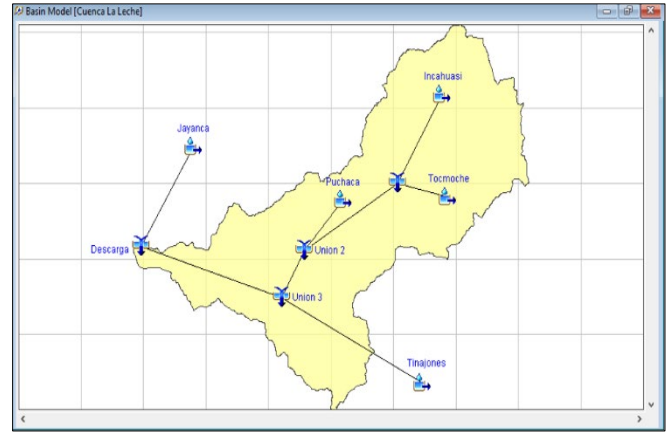 Basin Model [Cuenca La Leche]
Incahuasi
Jayanca
Puchaca
Tocmoche
Descarga
Union 2
Union 3
Tinajones